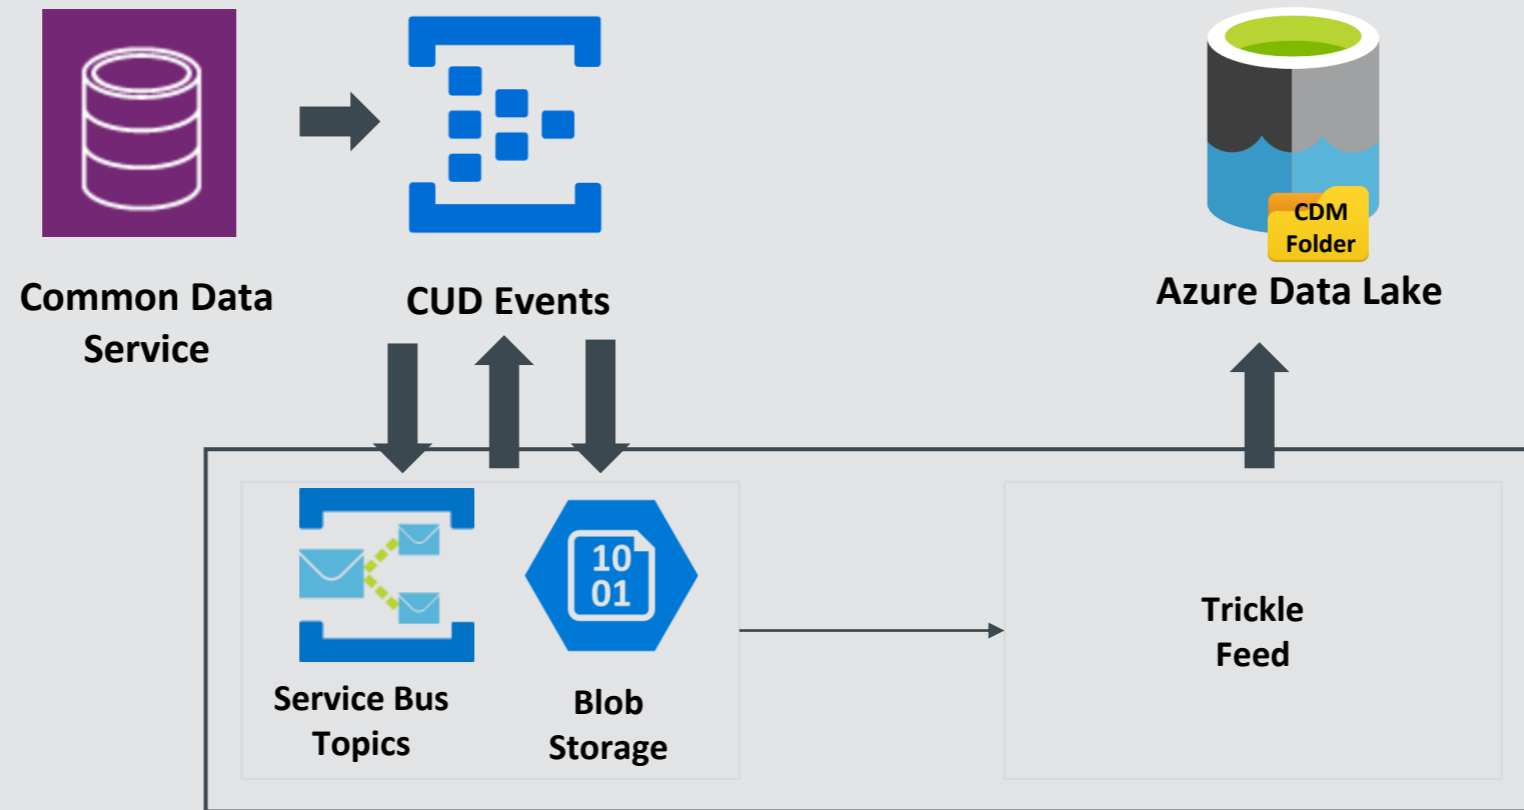 Common Data
Service
CUD Events
CDM
Folder
Azure Data Lake
10
01
Service Bus
Topics
Blob
Storage
Trickle
Feed